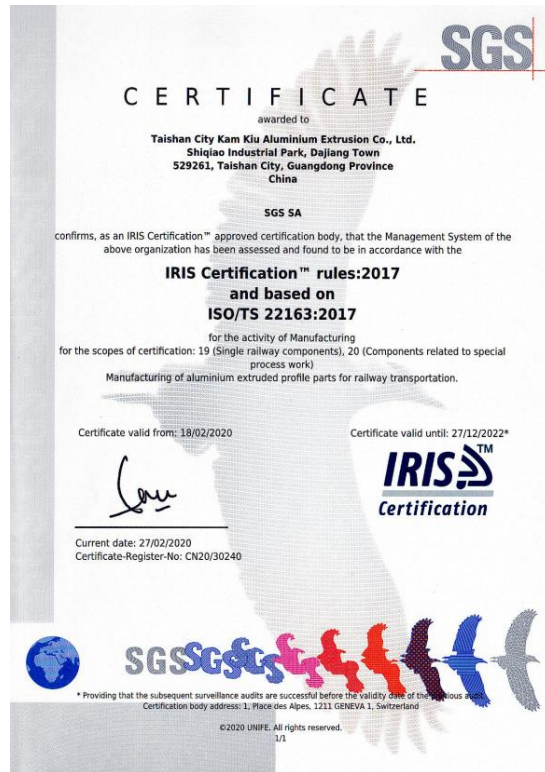 SGS
CERTIFICATE
awarded to
Taishan City Kam Kiu Aluminium Extrusion Co., Ltd.
Shiqiao Industrial Park, Dajiang Town
529261, Taishan City, Guangdong Province
China
SGS SA
confirms, as an IRIS Certification™ approved certification body, that the Management System of the
above organization has been assessed and found to be in accordance with the
IRIS Certification™ rules:2017
and based on
ISO/TS 22163:2017
for the activity of Manufacturing
for the scopes of certification: 19 (Single railway components), 20 (Components related to special
process work)
Manufacturing of aluminium extruded profile parts for railway transportation.
Certificate valid from: 18/02/2020
Certificate valid until: 27/12/2022*
IRIS™
Certification
Current date: 27/02/2020
Certificate-Register-No: CN20/30240
SGSSGSSGS
* Providing that the subsequent surveillance audits are successful before the validity date of the previous audit
Certification body address: 1, Place des Alpes, 1211 GENEVA 1, Switzerland
©2020 UNIFE. All rights reserved.
1/1